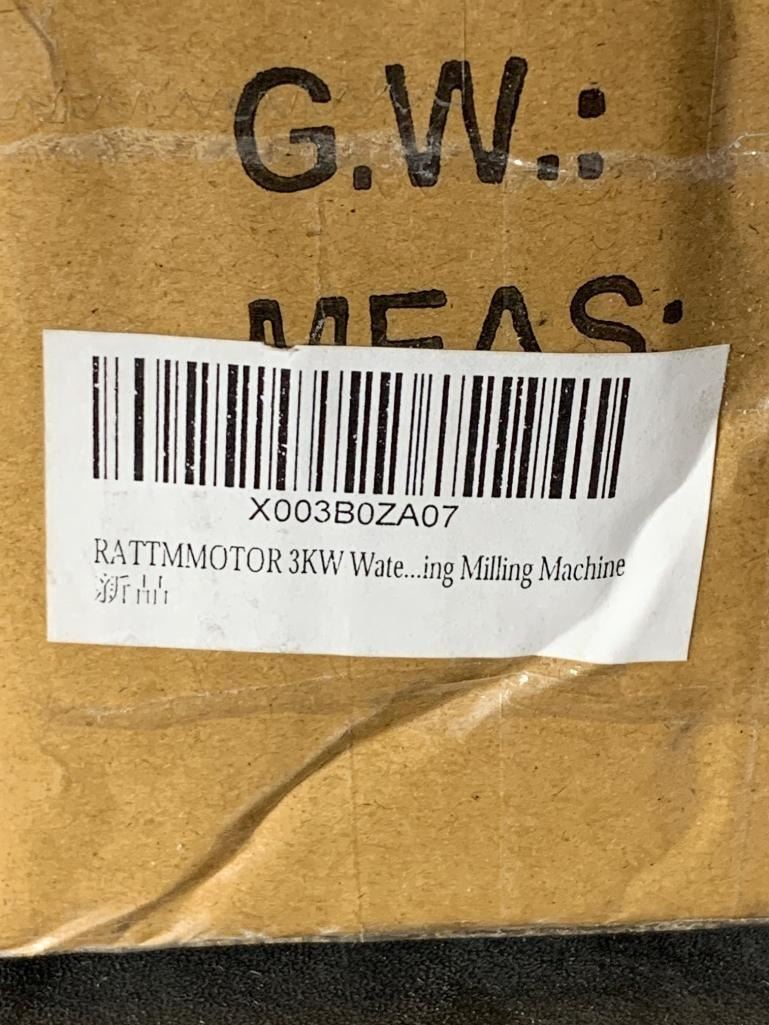 G.W.:
MEAS:
X003B0ZA07
RATTMMOTOR 3KW Wate...ing Milling Machine
新品